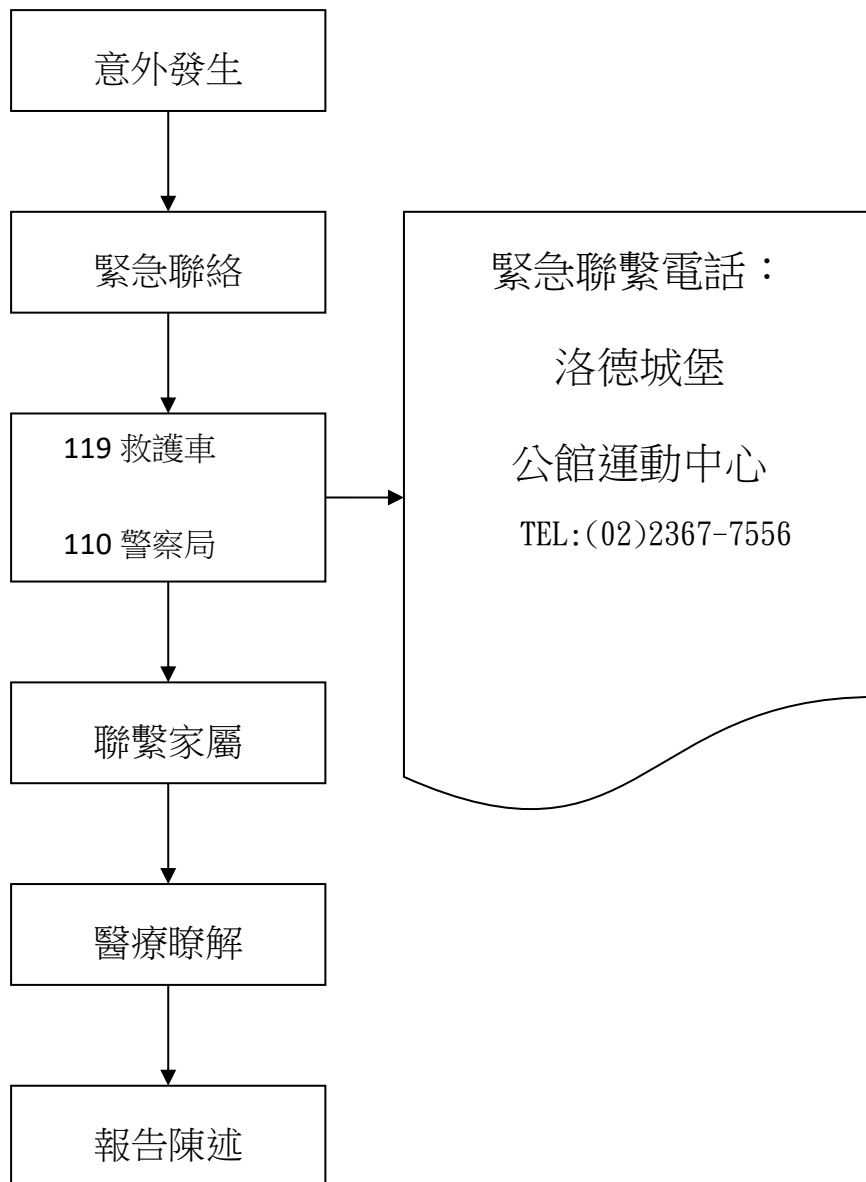 意外發生
緊急聯絡
119 救護車
110 警察局
緊急聯繫電話：
洛德城堡
公館運動中心
TEL:(02)2367-7556
聯繫家屬
醫療瞭解
報告陳述